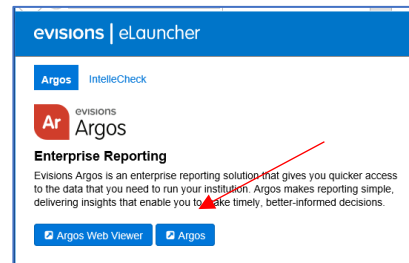 evisions | eLauncher
Argos IntelleCheck
Ar evisions
Argos
Enterprise Reporting
Evisions Argos is an enterprise reporting solution that gives you quicker access
to the data that you need to run your institution. Argos makes reporting simple,
delivering insights that enable you to make timely, better-informed decisions.
Argos Web Viewer Argos